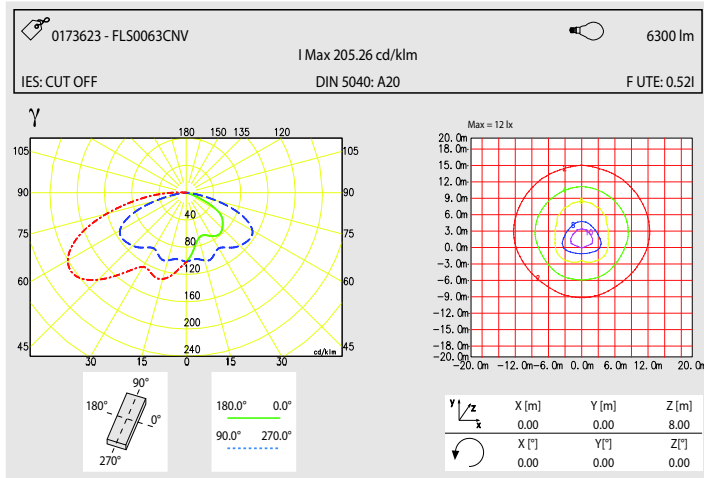 0173623 - FLS0063CNV
6300 lm
I Max 205.26 cd/klm
IES: CUT OFF DIN 5040: A20 F UTE: 0.52I
γ
180 150 135 120
105 105
90 90
75 75
60 60
45 45
40
80
120
160
200
240
cd/klm
30 15 0 15 30
Max = 12 lx
20.0m
18.0m
15.0m
12.0m
9.0m
6.0m
3.0m
0.0m
-3.0m
-6.0m
-9.0m
-12.0m
-15.0m
-18.0m
-20.0m
-20.0m -12.0m -6.0m 0.0m 6.0m 12.0m 20.0m
90°
180° 0°
270°
180.0° 0.0°
90.0° 270.0°
y z x
X [m] Y [m] Z [m]
0.00 0.00 8.00
X [°] Y[°] Z[°]
0.00 0.00 0.00